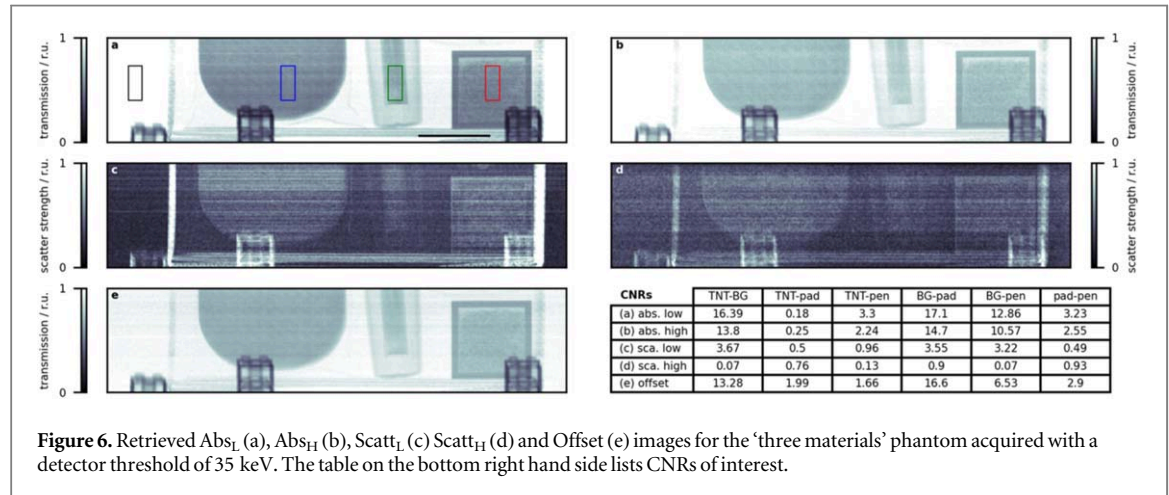 1
0
transmission / r.u.
a
b
1
0
transmission / r.u.
1
0
scatter strength / r.u.
c
d
1
0
scatter strength / r.u.
1
0
transmission / r.u.
e
CNRs TNT-BG TNT-pad TNT-pen BG-pad BG-pen pad-pen
(a) abs. low 16.39 0.18 3.3 17.1 12.86 3.23
(b) abs. high 13.8 0.25 2.24 14.7 10.57 2.55
(c) sca. low 3.67 0.5 0.96 3.55 3.22 0.49
(d) sca. high 0.07 0.76 0.13 0.9 0.07 0.93
(e) offset 13.28 1.99 1.66 16.6 6.53 2.9
Figure 6. Retrieved AbsL (a), AbsH (b), ScattL (c) ScattH (d) and Offset (e) images for the ‘three materials’ phantom acquired with a
detector threshold of 35 keV. The table on the bottom right hand side lists CNRs of interest.